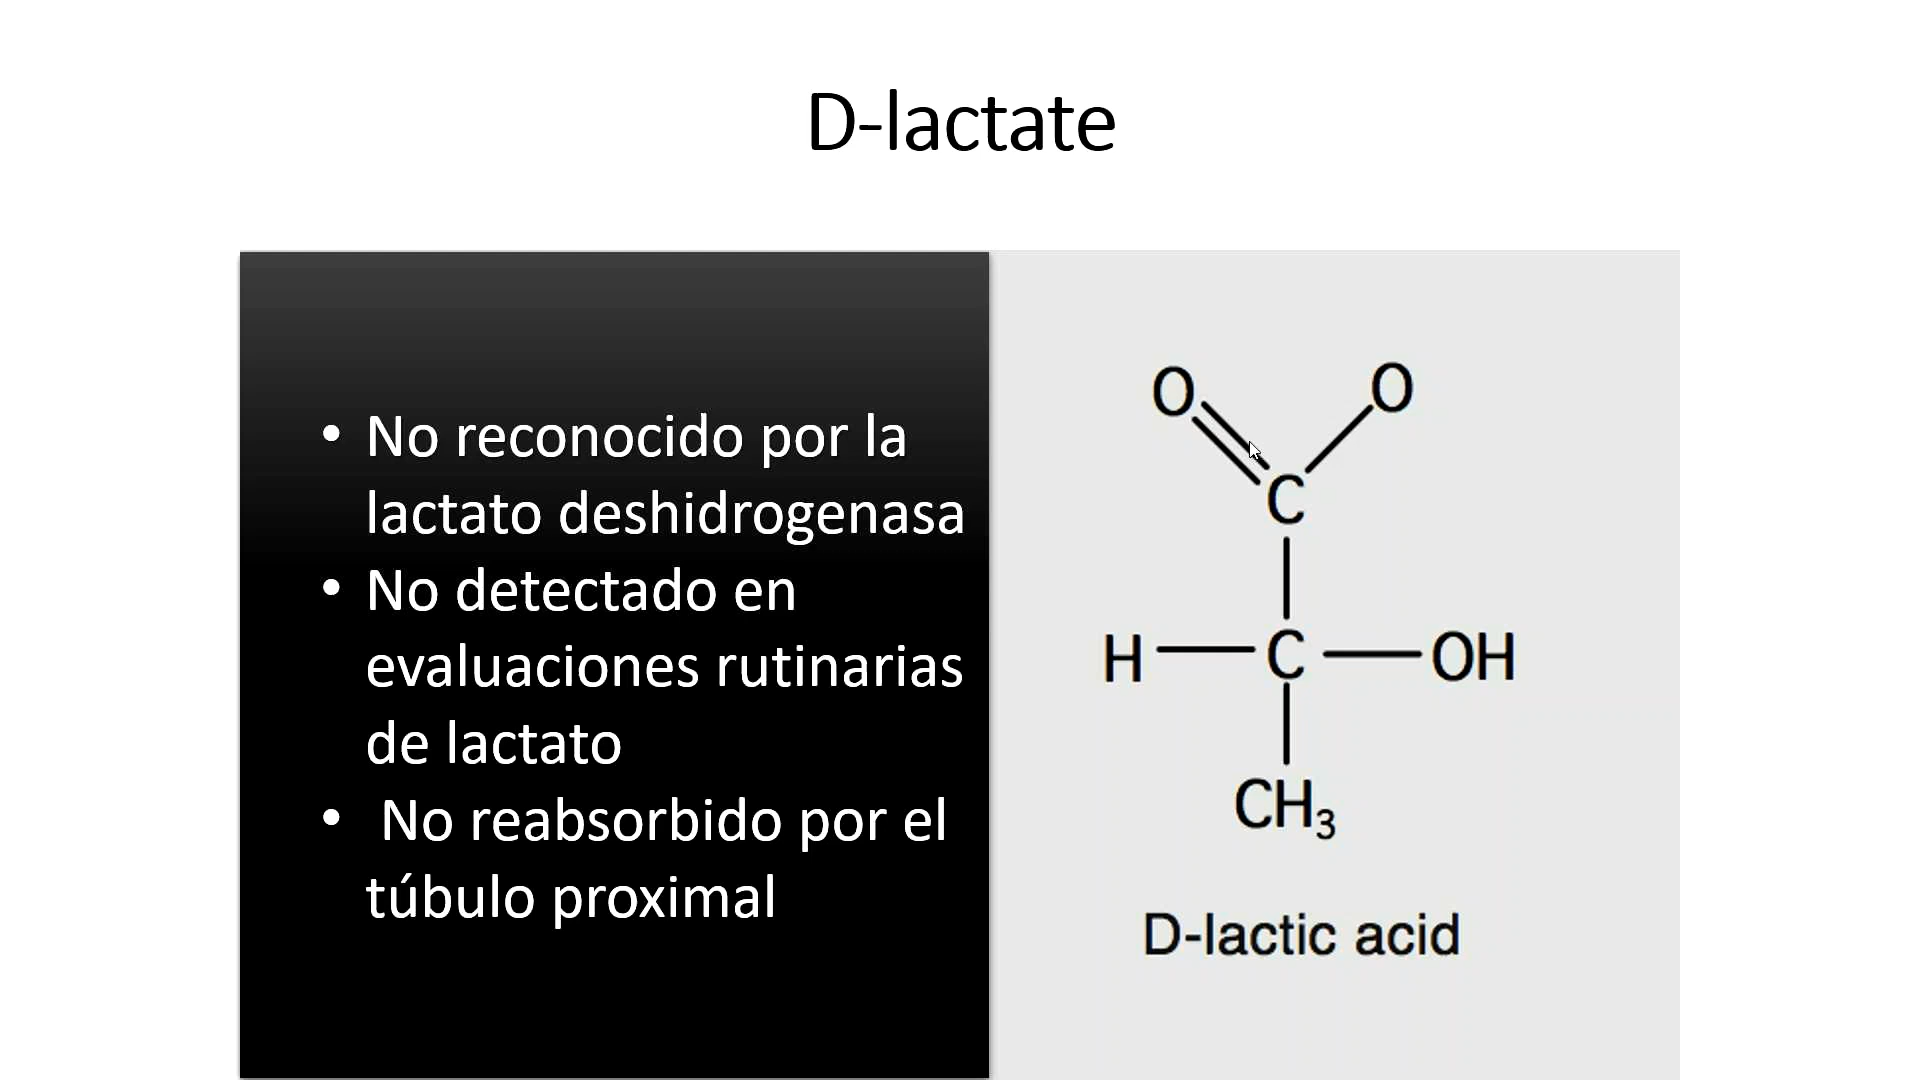 D-lactate
• No reconocido por la
lactato deshidrogenasa
• No detectado en
evaluaciones rutinarias
de lactato
• No reabsorbido por el
túbulo proximal
O O
C
H C OH
CH₃
D-lactic acid